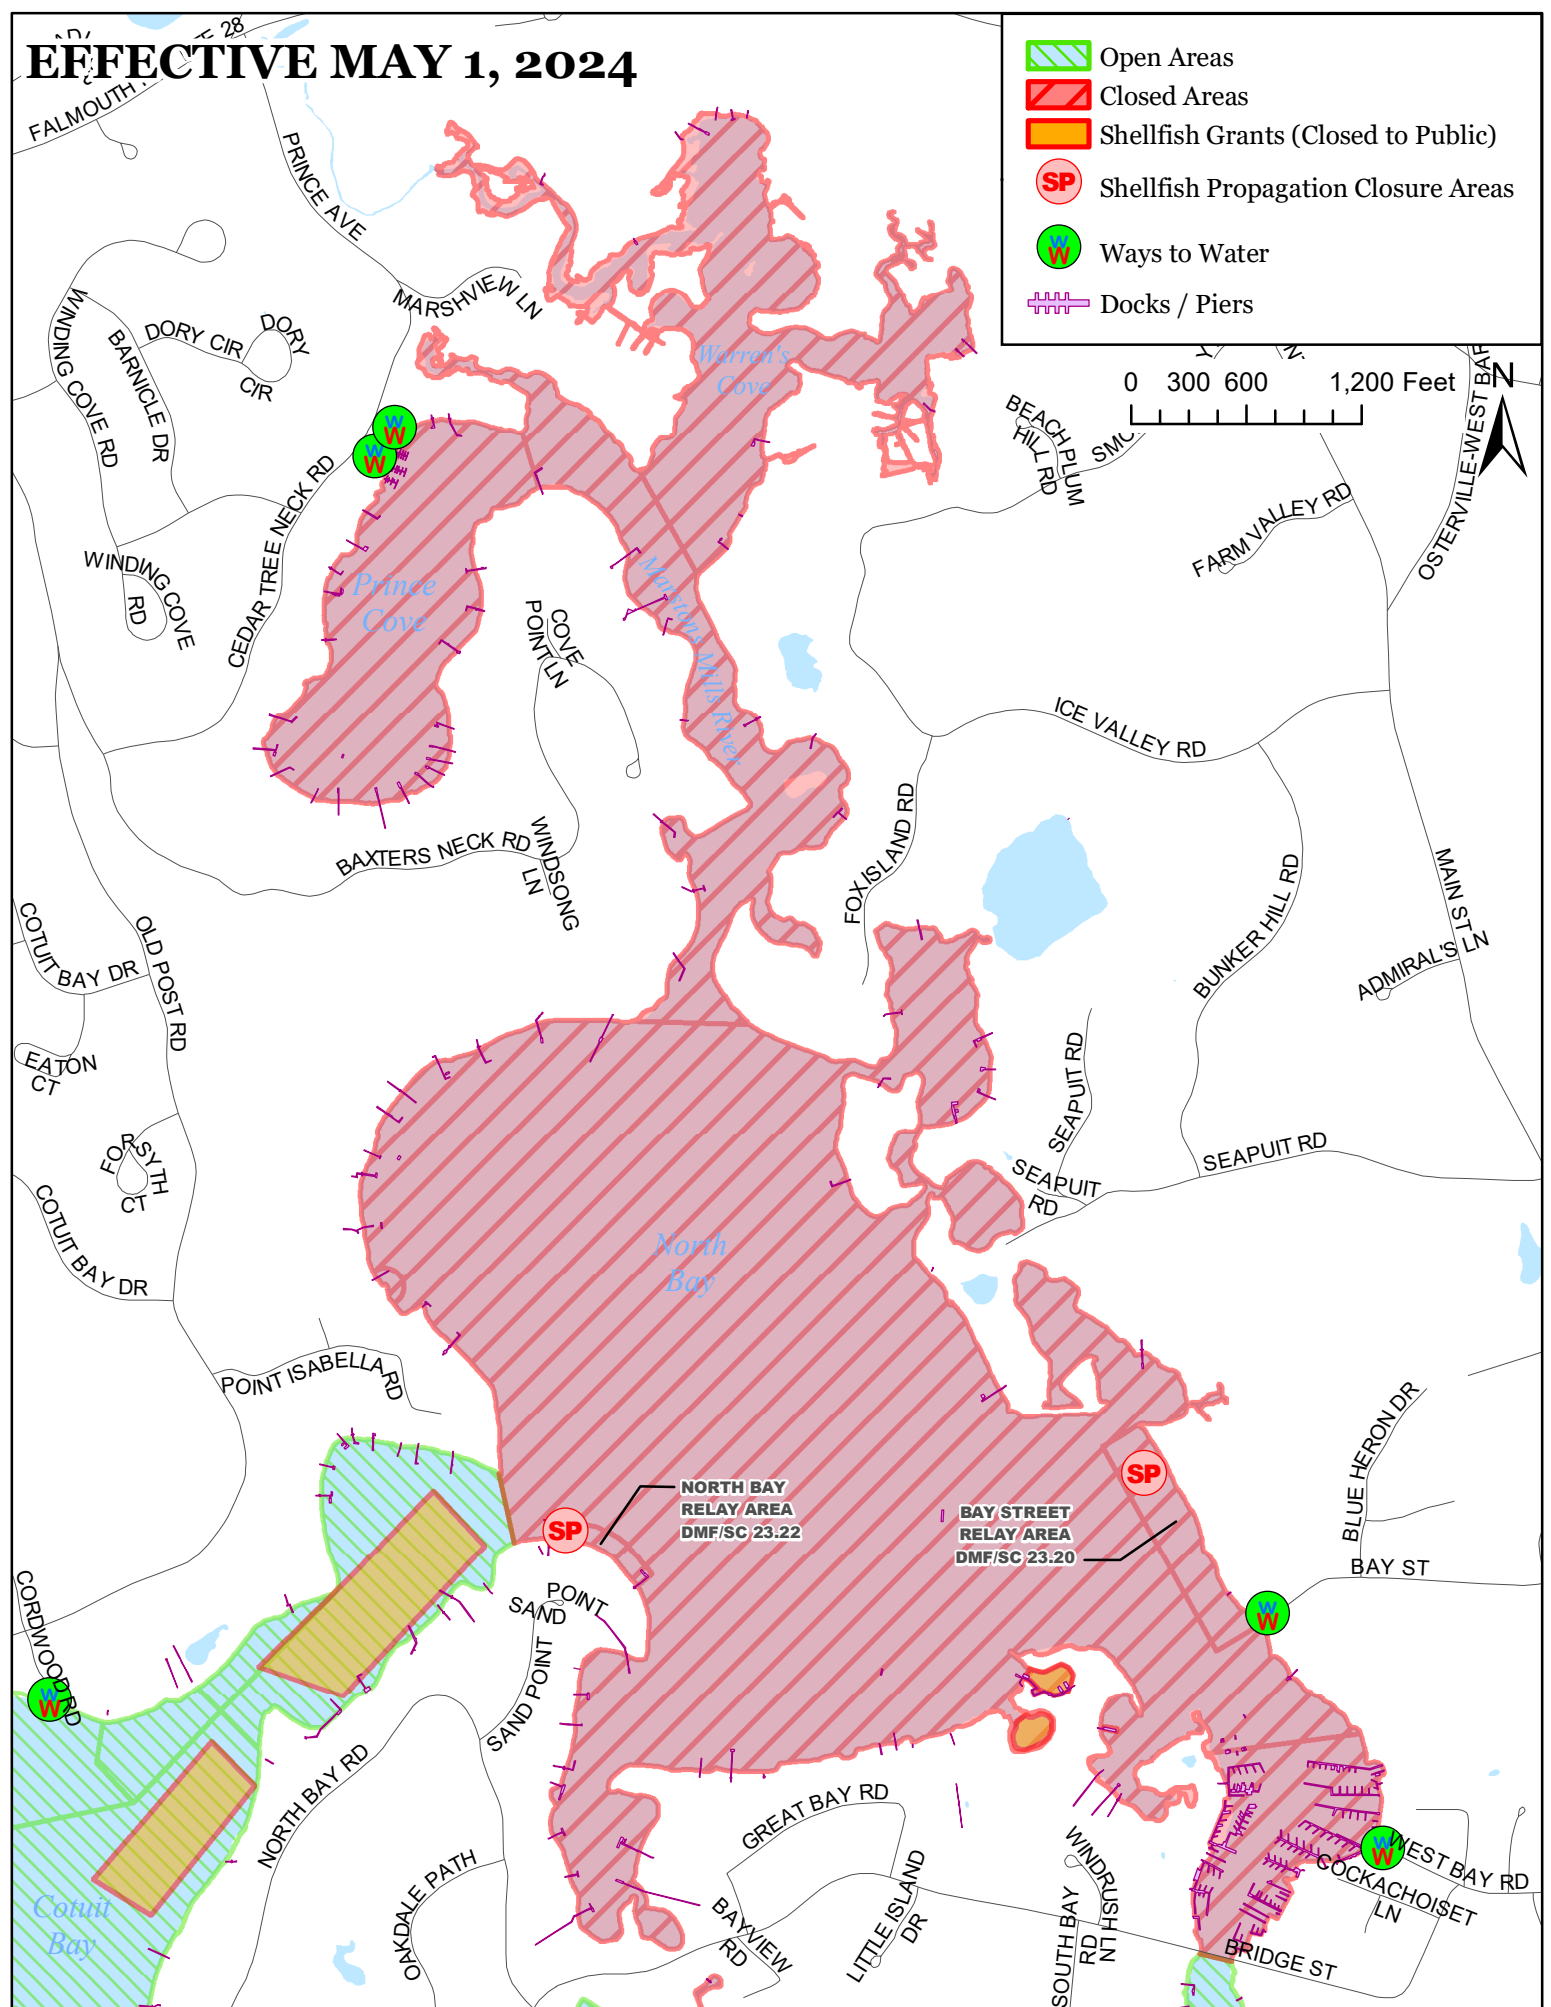 EFFECTIVE MAY 1, 2024
Open Areas
Closed Areas
Shellfish Grants (Closed to Public)
SP
Shellfish Propagation Closure Areas
W
W
Ways to Water
Docks / Piers
0 300 600 1,200 Feet
N
28
FALMOUTH
PRINCE AVE
MARSHVIEW LN
WINDING COVE RD
BARNICLE DR
DORY CIR
DORY
CIR
Warren's
Cove
BEACH PLUM
HILL RD
OSTERVILLE-WEST BAR
FARM VALLEY RD
W
W
W
W
CEDAR TREE NECK RD
WINDING COVE
RD
Prince
Cove
Marstons Mills River
COVE
POINT LN
ICE VALLEY RD
FOX ISLAND RD
BAXTERS NECK RD
WINDSONG
LN
MAIN ST
BUNKER HILL RD
ADMIRAL'S LN
COTUIT BAY DR
OLD POST RD
EATON
CT
SEAPUIT RD
FORSYTH
CT
SEAPUIT RD
SEAPUIT
RD
COTUIT BAY DR
North
Bay
POINT ISABELLA RD
BLUE HERON DR
SP
NORTH BAY
RELAY AREA
DMF/SC 23.22
BAY STREET
RELAY AREA
DMF/SC 23.20
SP
BAY ST
CORDWOOD RD
SAND
POINT
W
W
W
W
SAND POINT
NORTH BAY RD
GREAT BAY RD
WINDRUSH LN
W
W
WEST BAY RD
COCKACHOISET
LN
OAKDALE PATH
LITTLE ISLAND
DR
Cotuit
Bay
BAYVIEW
RD
SOUTH BAY
RD
BRIDGE ST